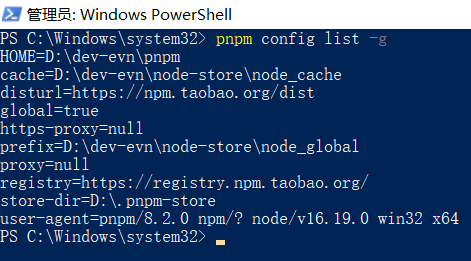 管理员: Windows PowerShell
PS C:\Windows\system32> pnpm config list -g
HOME=D:\dev-evn\pnpm
cache=D:\dev-evn\node-store\node_cache
disturl=https://npm.taobao.org/dist
global=true
https-proxy=null
prefix=D:\dev-evn\node-store\node_global
proxy=null
registry=https://registry.npm.taobao.org/
store-dir=D:\.pnpm-store
user-agent=pnpm/8.2.0 npm/? node/v16.19.0 win32 x64
PS C:\Windows\system32>